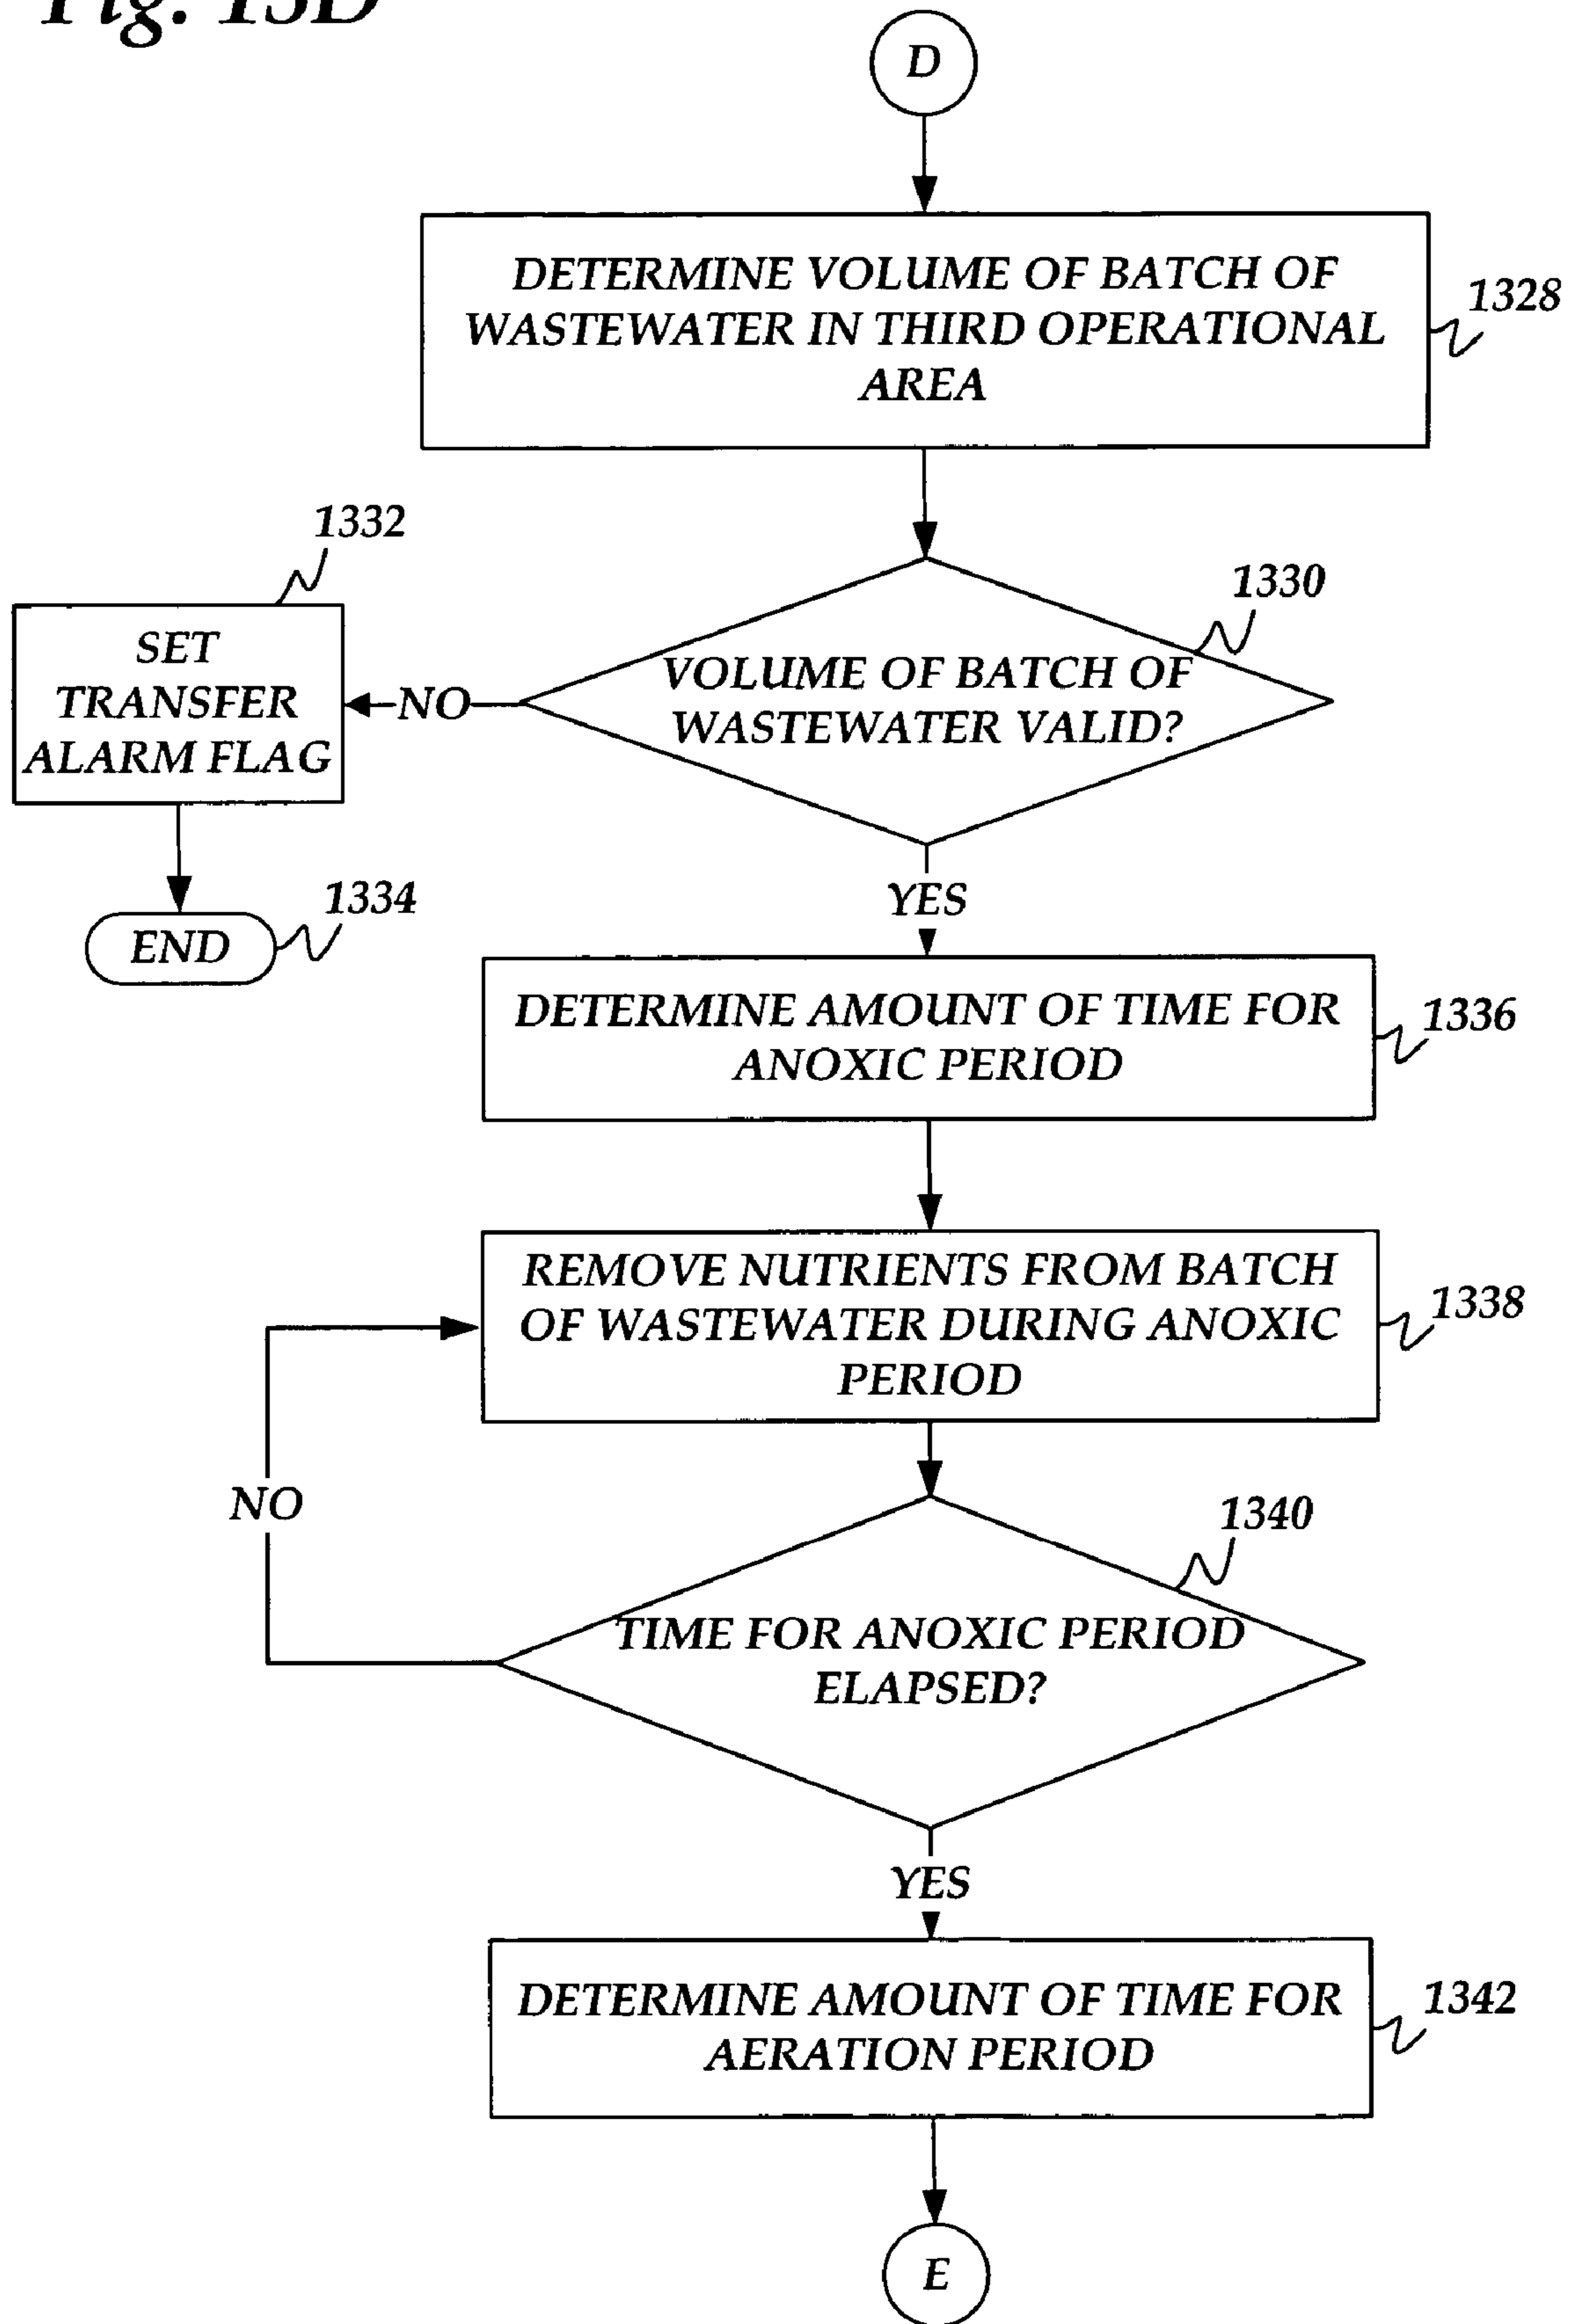 Fig. 13D
D
DETERMINE VOLUME OF BATCH OF
WASTEWATER IN THIRD OPERATIONAL
AREA
1328
1332
1330
SET
TRANSFER
ALARM FLAG
NO
VOLUME OF BATCH OF
WASTEWATER VALID?
YES
1334
END
DETERMINE AMOUNT OF TIME FOR
ANOXIC PERIOD
1336
REMOVE NUTRIENTS FROM BATCH
OF WASTEWATER DURING ANOXIC
PERIOD
1338
NO
1340
TIME FOR ANOXIC PERIOD
ELAPSED?
YES
DETERMINE AMOUNT OF TIME FOR
AERATION PERIOD
1342
E